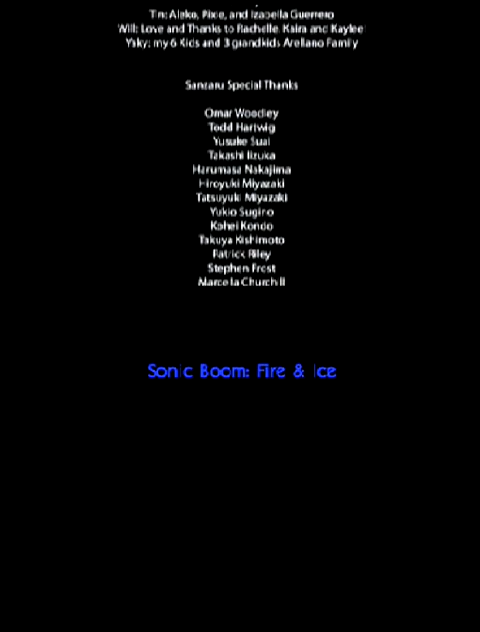 Tin: Aleko, Pixie, and Izabella Guerrero
Will: Love and Thanks to Rachelle, Kaira and Kaylee
Yaky: my 6 Kids and 3 grandkids Arellano Family
Sanzaru Special Thanks
Omar Woodley
Todd Hartwig
Yusuke Suai
Takashi Iizuka
Harumasa Nakajima
Hiroyuki Miyazaki
Tatsuyuki Miyazaki
Yukio Sugino
Kohei Kondo
Takuya Kishimoto
Patrick Riley
Stephen Frost
Marcella Churchill
Sonic Boom: Fire & Ice